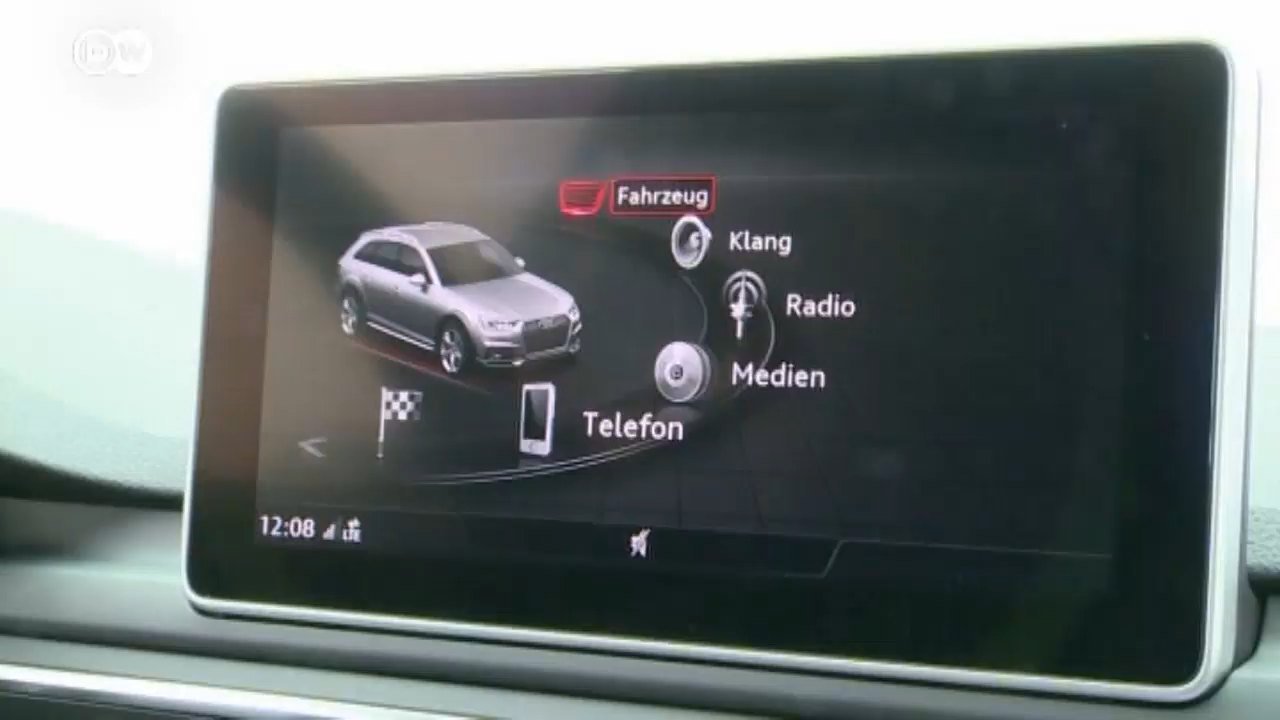 DW
Fahrzeug
Klang
Radio
Medien
Telefon
12:08 LTE